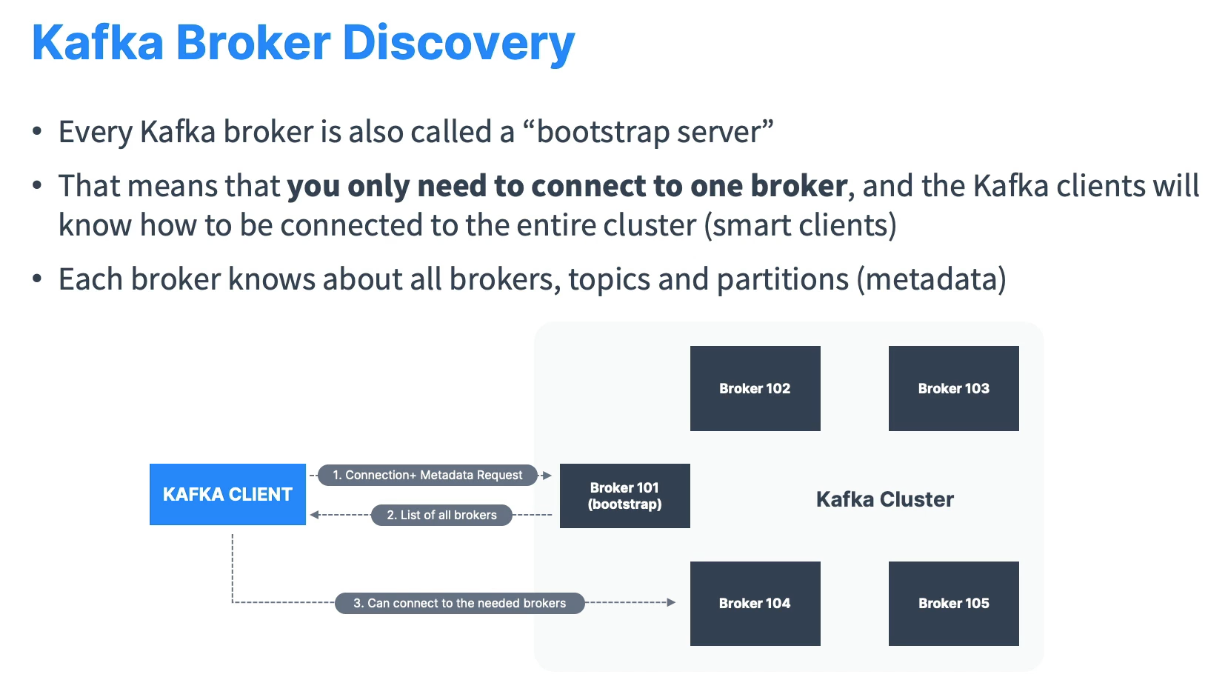 Kafka Broker Discovery
• Every Kafka broker is also called a “bootstrap server”
• That means that you only need to connect to one broker, and the Kafka clients will
know how to be connected to the entire cluster (smart clients)
• Each broker knows about all brokers, topics and partitions (metadata)
Broker 102
Broker 103
KAFKA CLIENT
1. Connection+ Metadata Request
2. List of all brokers
Broker 101
(bootstrap)
Kafka Cluster
3. Can connect to the needed brokers
Broker 104
Broker 105